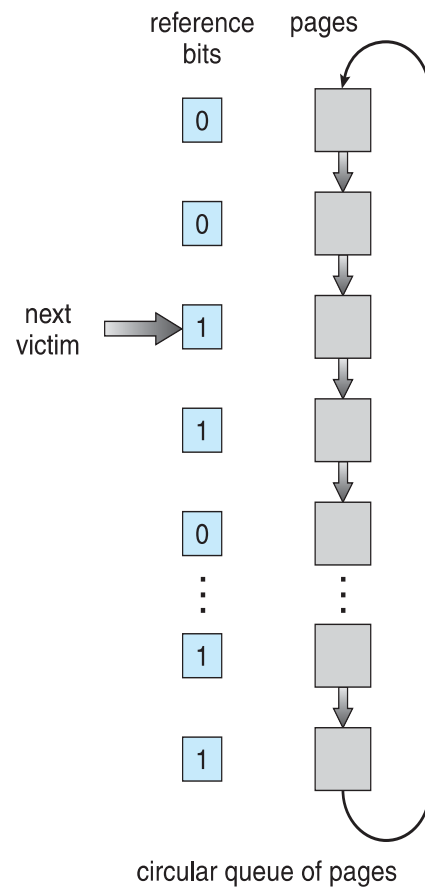 reference bits
pages
0
0
next victim
1
1
0
1
1
circular queue of pages